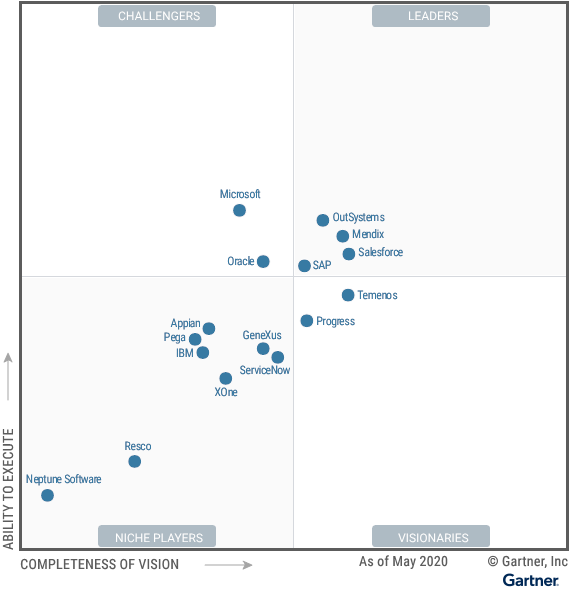 CHALLENGERS
LEADERS
Microsoft
OutSystems
Mendix
Salesforce
Oracle
SAP
Temenos
Progress
Appian
Pega
IBM
GeneXus
ServiceNow
XOne
Resco
Neptune Software
ABILITY TO EXECUTE
NICHE PLAYERS
VISIONARIES
COMPLETENESS OF VISION
As of May 2020
© Gartner, Inc
Gartner.